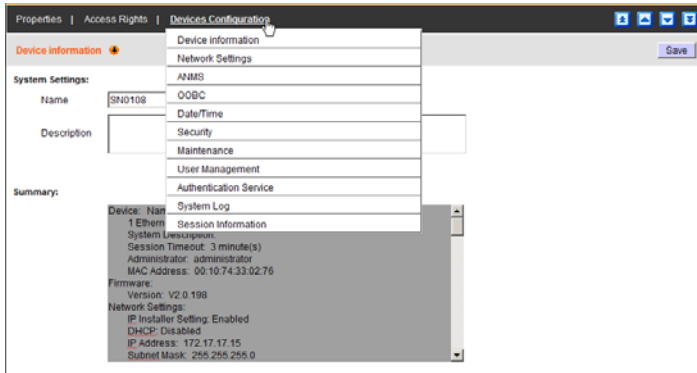 Properties | Access Rights | Devices Configuration
Device information
Save
Device information
Network Settings
ANMS
OOBC
Date/Time
Security
Maintenance
User Management
Authentication Service
System Log
Session Information
System Settings:
Name SN0108
Description
Summary:
Device: Nam
1 Ethern
System Description:
Session Timeout: 3 minute(s)
Administrator: administrator
MAC Address: 00:10:74:33:02:76
Firmware:
Version: V2.0.198
Network Settings:
IP Installer Setting: Enabled
DHCP: Disabled
IP Address: 172.17.17.15
Subnet Mask: 255.255.255.0